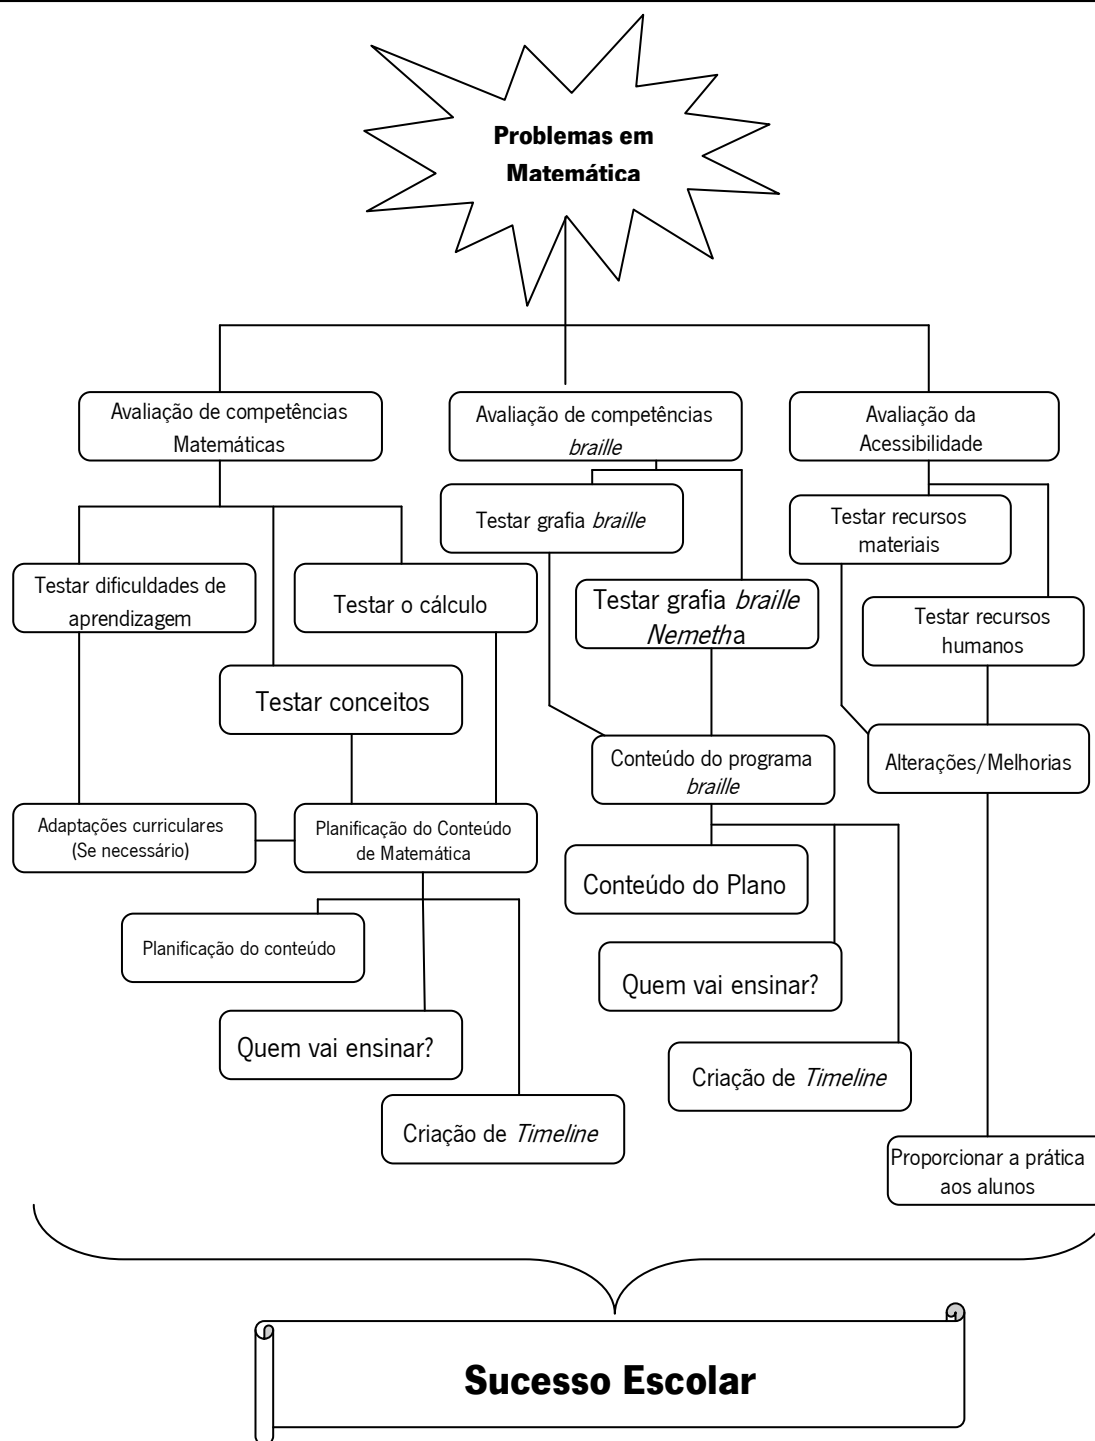 Problemas em
Matemática
Avaliação de competências
Matemáticas
Avaliação de competências
braille
Avaliação da
Acessibilidade
Testar grafia braille
Testar recursos
materiais
Testar dificuldades de
aprendizagem
Testar o cálculo
Testar grafia braille
Nemetha
Testar recursos
humanos
Testar conceitos
Conteúdo do programa
braille
Alterações/Melhorias
Adaptações curriculares
(Se necessário)
Planificação do Conteúdo
de Matemática
Conteúdo do Plano
Planificação do conteúdo
Quem vai ensinar?
Quem vai ensinar?
Criação de Timeline
Criação de Timeline
Proporcionar a prática
aos alunos
Sucesso Escolar